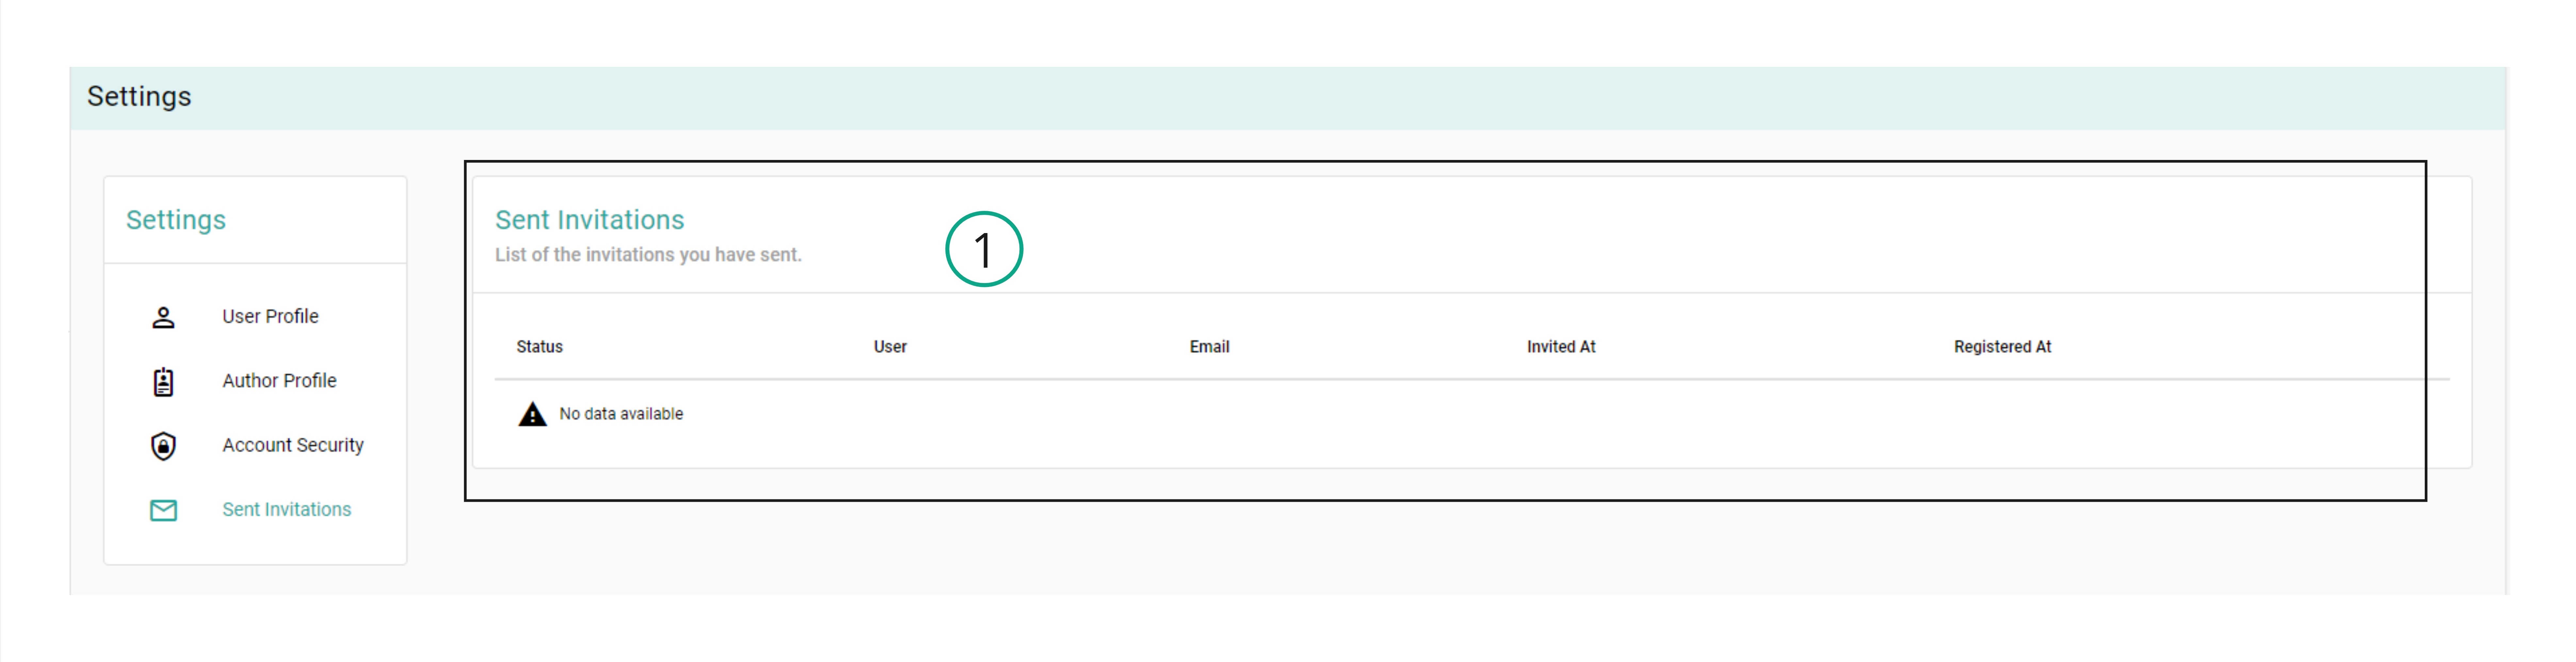 Settings
Settings
User Profile
Author Profile
Account Security
Sent Invitations
Sent Invitations
List of the invitations you have sent.
1
Status User Email Invited At Registered At
No data available